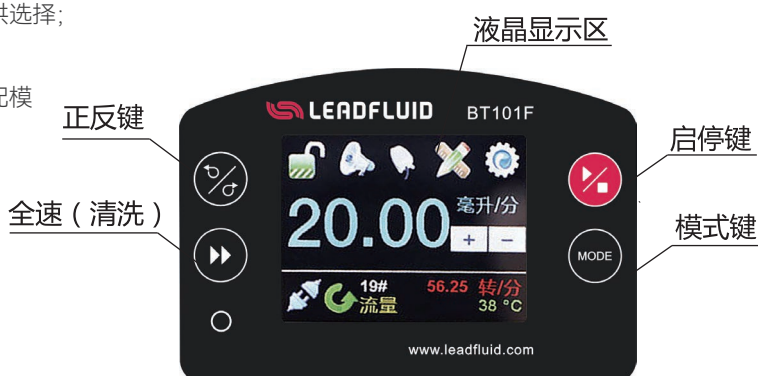 供选择;
液晶显示区
配模
正反键
LEADFLUID BT101F
启停键
全速（清洗）
20.00 毫升/分
+ -
模式键
MODE
19# 56.25 转/分
流量 38 °C
www.leadfluid.com